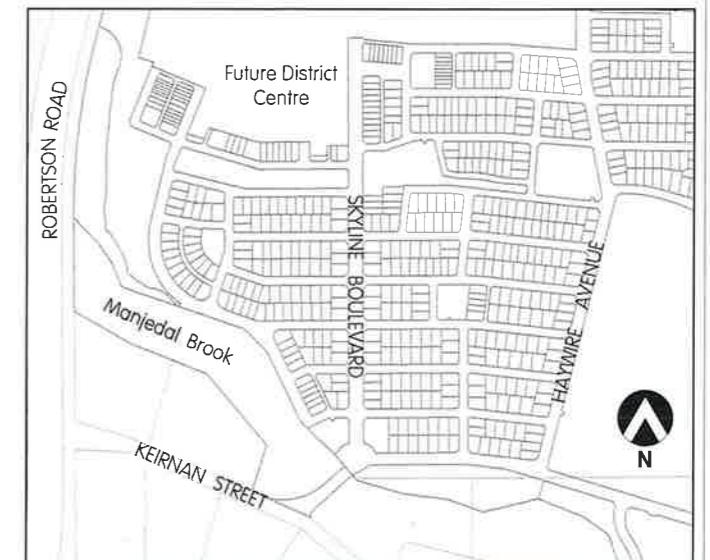 Future District
Centre
ROBERTSON ROAD
SKYLINE BOULEVARD
HAYWIRE AVENUE
Manjedal Brook
N
KEIRNAN STREET